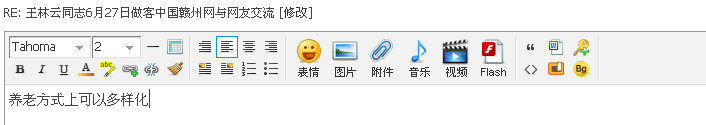 RE: 王林云同志6月27日做客中国赣州网与网友交流 [修改]
Tahoma 2
B I U A
表情 图片 附件 音乐 视频 Flash
<> Bg
养老方式上可以多样化